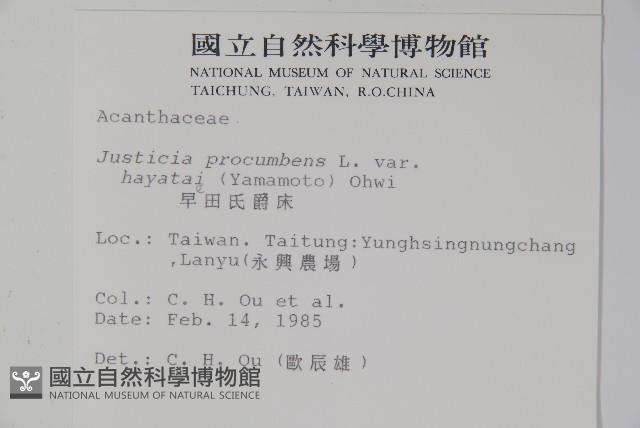 國立自然科學博物館
NATIONAL MUSEUM OF NATURAL SCIENCE
TAICHUNG, TAIWAN, R.O.CHINA
Acanthaceae
Justicia procumbens L. var.
hayatai (Yamamoto) Ohwi
早田氏爵床
Loc.: Taiwan. Taitung:Yunghsingnungchang
,Lanyu(永興農場)
Col.: C. H. Ou et al.
Date: Feb. 14, 1985
Det.: C. H. Ou (歐辰雄)
國立自然科學博物館
NATIONAL MUSEUM OF NATURAL SCIENCE